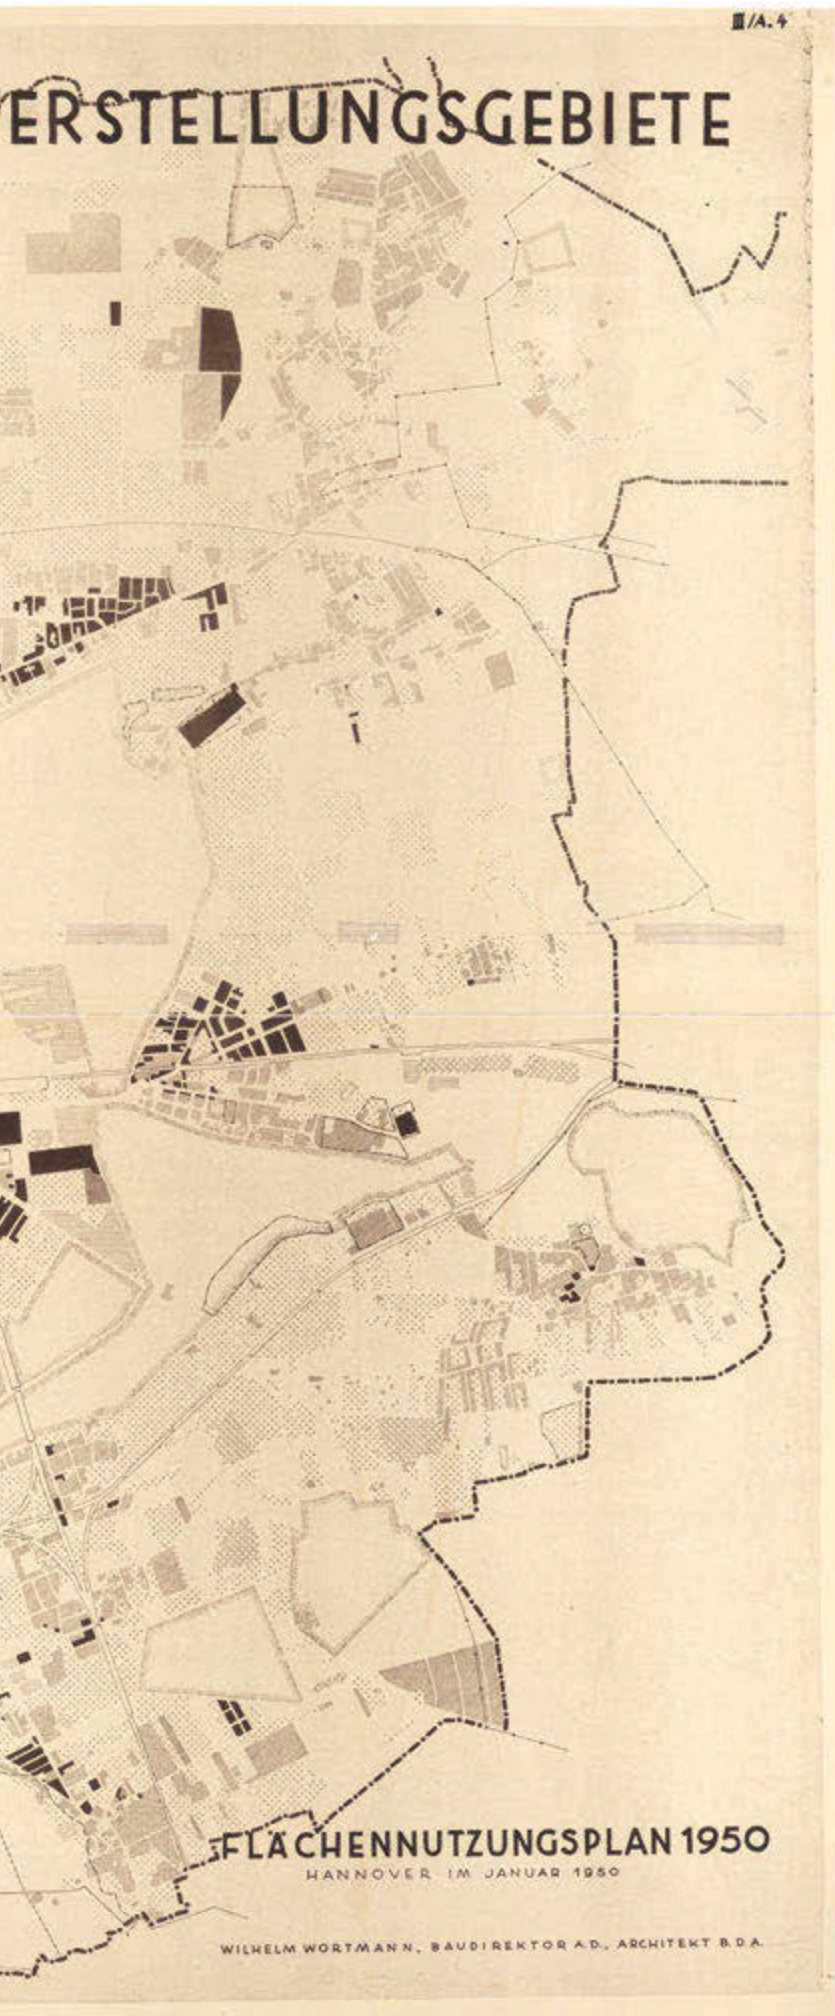 III/A.4
ERSTELLUNGSGEBIETE
FLÄCHENNUTZUNGSPLAN 1950
HANNOVER IM JANUAR 1950
WILHELM WORTMANN, BAUDIREKTOR A.D., ARCHITEKT B.D.A.